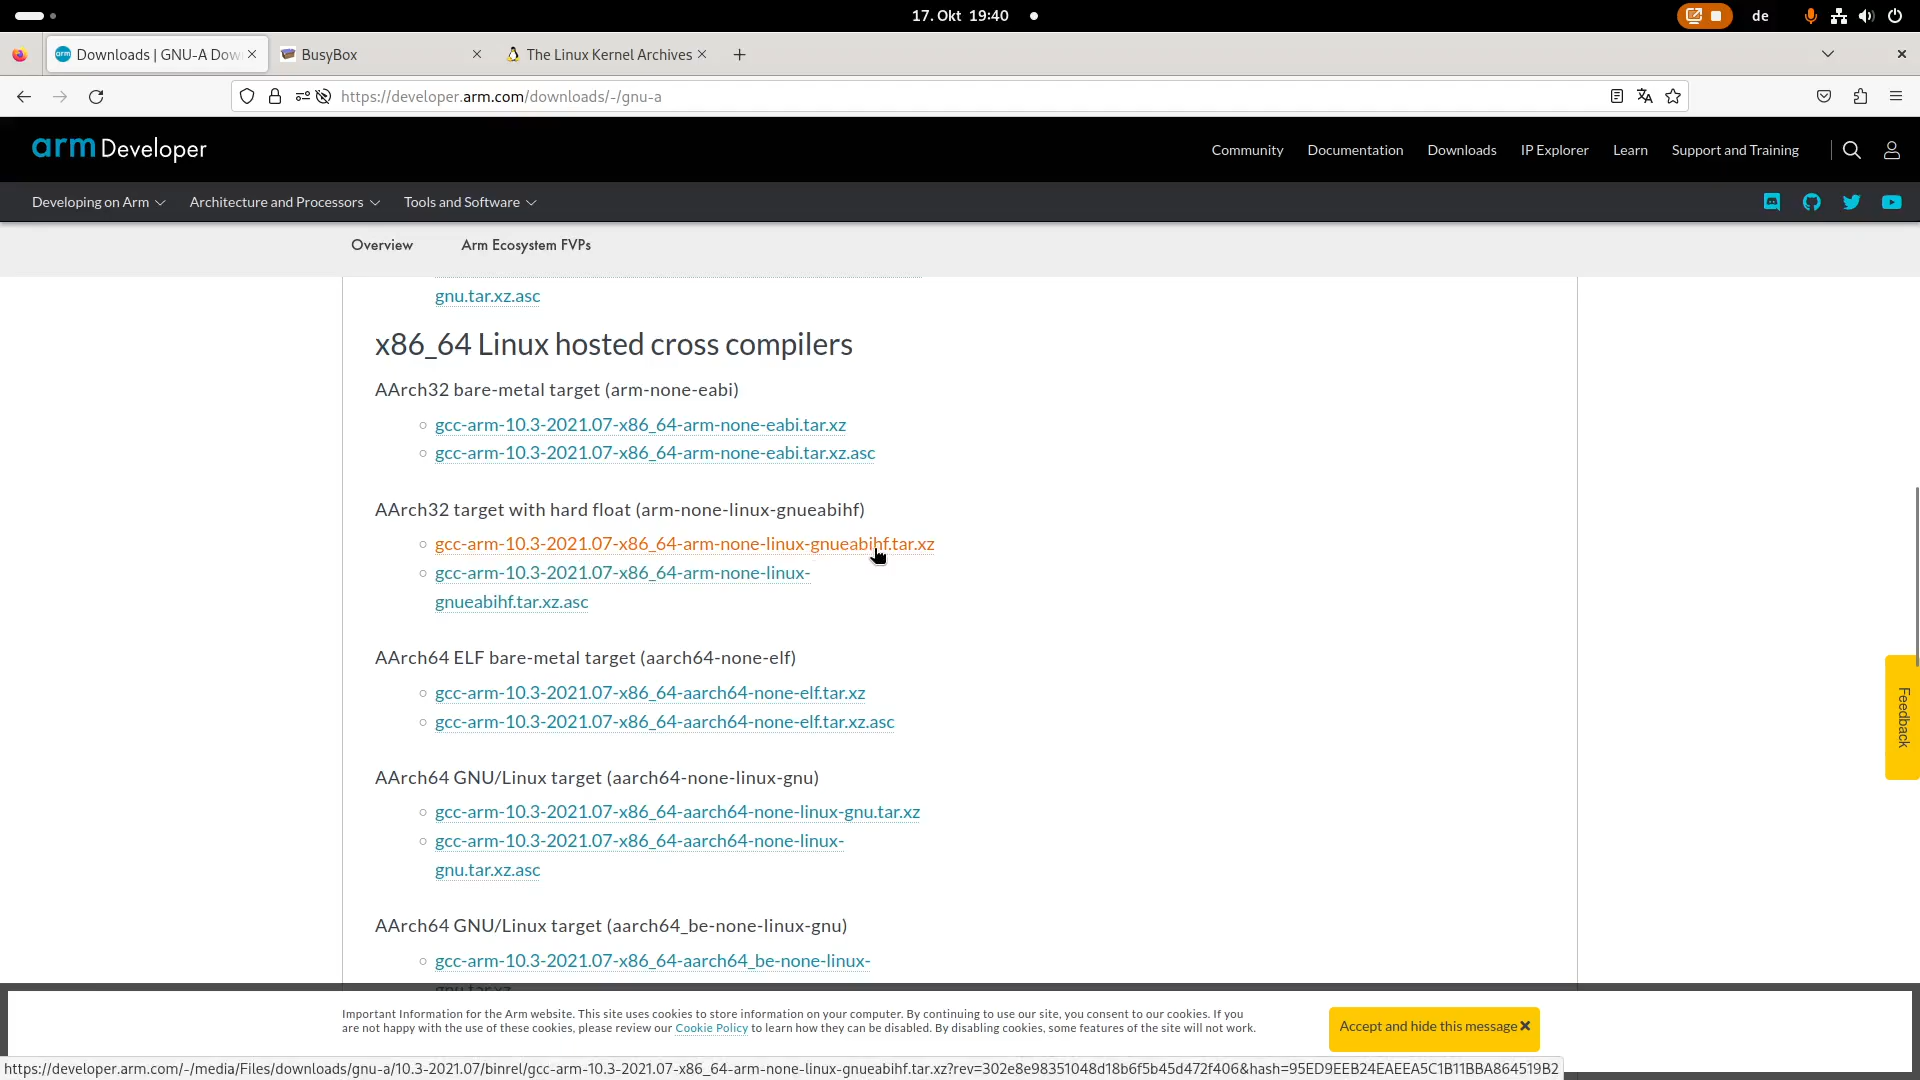 17. Okt 19:40
de
Downloads | GNU-A Dow
BusyBox
The Linux Kernel Archives
https://developer.arm.com/downloads/-/gnu-a
arm Developer
Community Documentation Downloads IP Explorer Learn Support and Training
Developing on Arm Architecture and Processors Tools and Software
Overview Arm Ecosystem FVPs
gnu.tar.xz.asc
x86_64 Linux hosted cross compilers
AArch32 bare-metal target (arm-none-eabi)
gcc-arm-10.3-2021.07-x86_64-arm-none-eabi.tar.xz
gcc-arm-10.3-2021.07-x86_64-arm-none-eabi.tar.xz.asc
AArch32 target with hard float (arm-none-linux-gnueabihf)
gcc-arm-10.3-2021.07-x86_64-arm-none-linux-gnueabihf.tar.xz
gcc-arm-10.3-2021.07-x86_64-arm-none-linux-
gnueabihf.tar.xz.asc
AArch64 ELF bare-metal target (aarch64-none-elf)
gcc-arm-10.3-2021.07-x86_64-aarch64-none-elf.tar.xz
gcc-arm-10.3-2021.07-x86_64-aarch64-none-elf.tar.xz.asc
AArch64 GNU/Linux target (aarch64-none-linux-gnu)
gcc-arm-10.3-2021.07-x86_64-aarch64-none-linux-gnu.tar.xz
gcc-arm-10.3-2021.07-x86_64-aarch64-none-linux-
gnu.tar.xz.asc
AArch64 GNU/Linux target (aarch64_be-none-linux-gnu)
gcc-arm-10.3-2021.07-x86_64-aarch64_be-none-linux-
gnu.tar.xz
Feedback
Important Information for the Arm website. This site uses cookies to store information on your computer. By continuing to use our site, you consent to our cookies. If you
are not happy with the use of these cookies, please review our Cookie Policy to learn how they can be disabled. By disabling cookies, some features of the site will not work.
Accept and hide this message
https://developer.arm.com/-/media/Files/downloads/gnu-a/10.3-2021.07/binrel/gcc-arm-10.3-2021.07-x86_64-arm-none-linux-gnueabihf.tar.xz?rev=302e8e98351048d18b6f5b45d472f406&hash=95ED9EEB24EAEEA5C1B11BBA864519B2